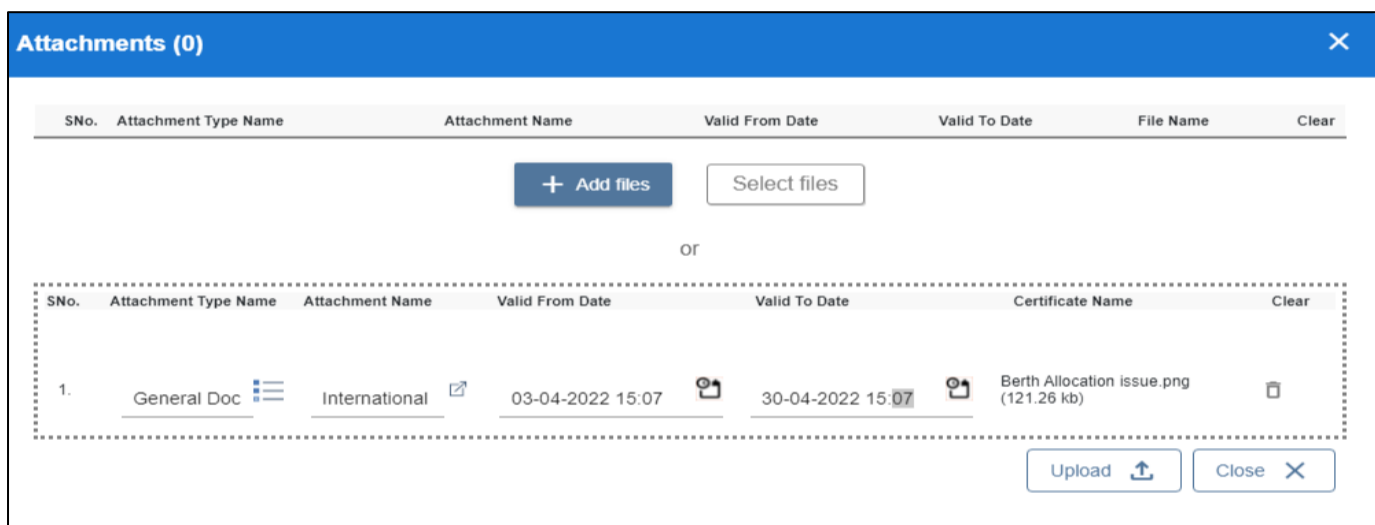 Attachments (0)
SNo. Attachment Type Name Attachment Name Valid From Date Valid To Date File Name Clear
+ Add files Select files
or
SNo. Attachment Type Name Attachment Name Valid From Date Valid To Date Certificate Name Clear
1. General Doc International 03-04-2022 15:07 30-04-2022 15:07 Berth Allocation issue.png
(121.26 kb)
Upload Close